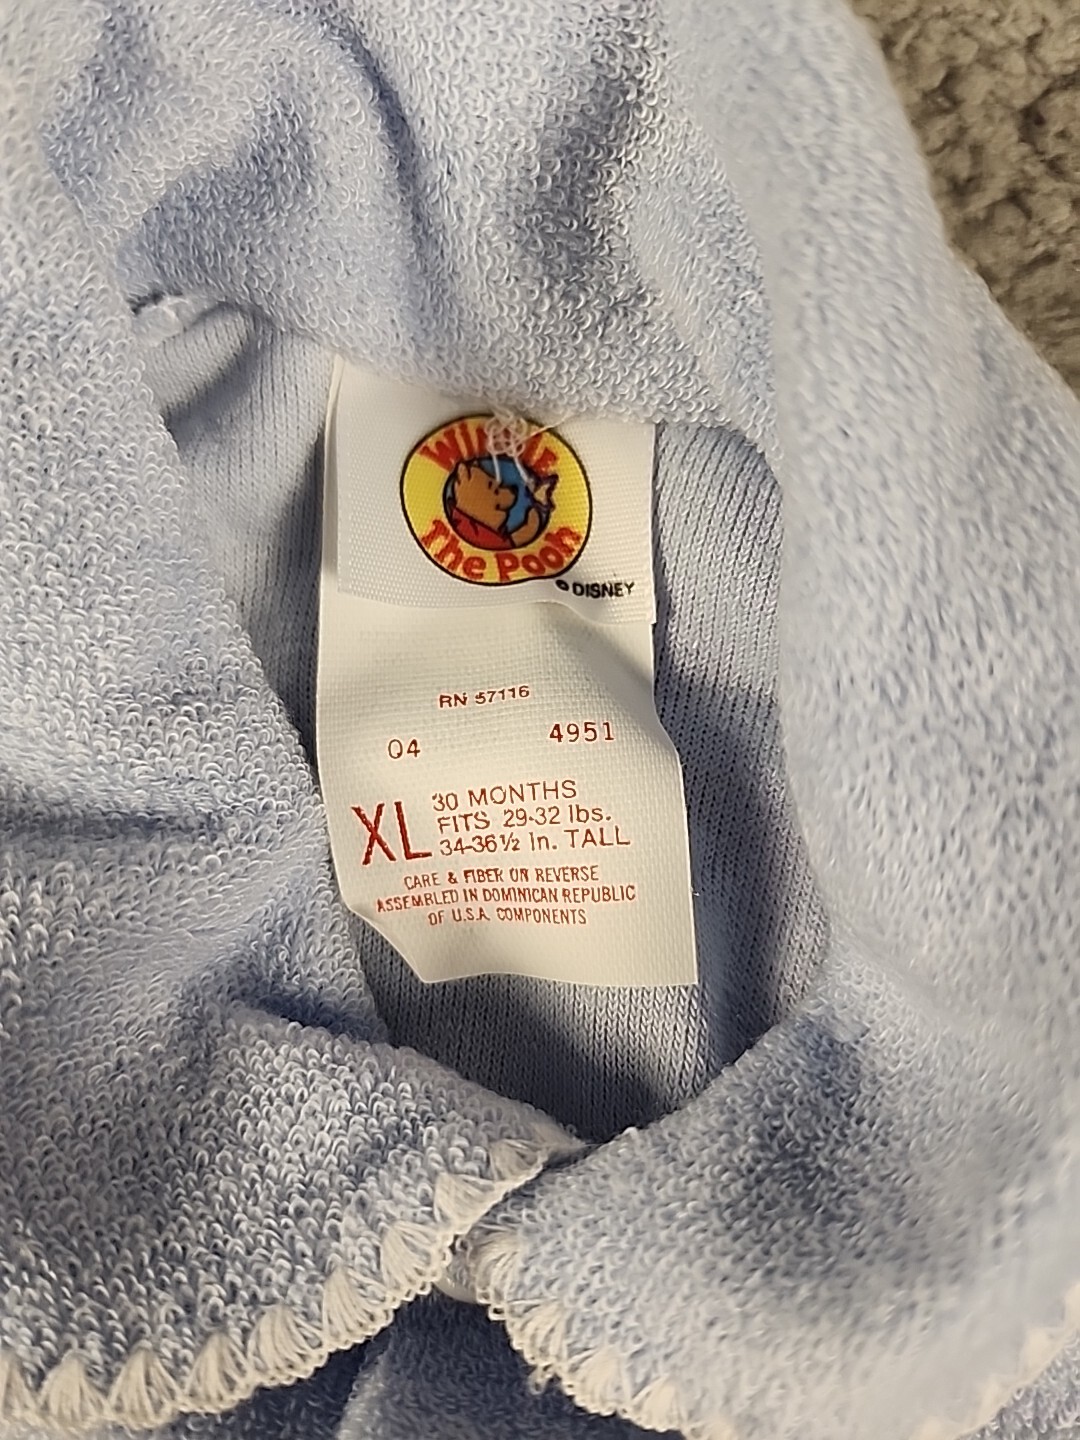 WINNIE
The Pooh
© DISNEY
RN 57116
04 4951
XL 30 MONTHS
FITS 29-32 lbs.
34-36½ In. TALL
CARE & FIBER ON REVERSE
ASSEMBLED IN DOMINICAN REPUBLIC
OF U.S.A. COMPONENTS